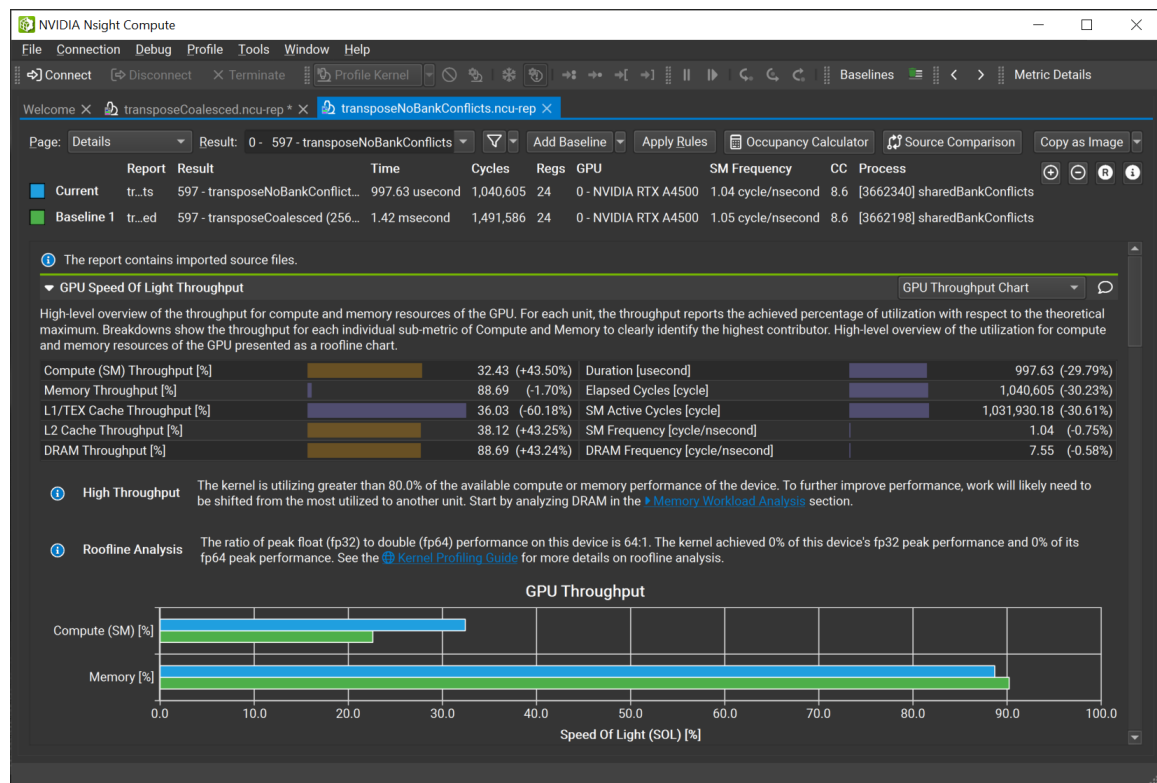 NVIDIA Nsight Compute
File Connection Debug Profile Tools Window Help
Connect Disconnect Terminate Profile Kernel Baselines Metric Details
Welcome transposeCoalesced.ncu-rep * transposeNoBankConflicts.ncu-rep
Page: Details Result: 0 - 597 - transposeNoBankConflicts Add Baseline Apply Rules Occupancy Calculator Source Comparison Copy as Image
Report Result Time Cycles Regs GPU SM Frequency CC Process
Current tr...ts 597 - transposeNoBankConflict... 997.63 usecond 1,040,605 24 0 - NVIDIA RTX A4500 1.04 cycle/nsecond 8.6 [3662340] sharedBankConflicts
Baseline 1 tr...ed 597 - transposeCoalesced (256... 1.42 msecond 1,491,586 24 0 - NVIDIA RTX A4500 1.05 cycle/nsecond 8.6 [3662198] sharedBankConflicts
The report contains imported source files.
GPU Speed Of Light Throughput GPU Throughput Chart
High-level overview of the throughput for compute and memory resources of the GPU. For each unit, the throughput reports the achieved percentage of utilization with respect to the theoretical
maximum. Breakdowns show the throughput for each individual sub-metric of Compute and Memory to clearly identify the highest contributor. High-level overview of the utilization for compute
and memory resources of the GPU presented as a roofline chart.
Compute (SM) Throughput [%] 32.43 (+43.50%) Duration [usecond] 997.63 (-29.79%)
Memory Throughput [%] 88.69 (-1.70%) Elapsed Cycles [cycle] 1,040,605 (-30.23%)
L1/TEX Cache Throughput [%] 36.03 (-60.18%) SM Active Cycles [cycle] 1,031,930.18 (-30.61%)
L2 Cache Throughput [%] 38.12 (+43.25%) SM Frequency [cycle/nsecond] 1.04 (-0.75%)
DRAM Throughput [%] 88.69 (+43.24%) DRAM Frequency [cycle/nsecond] 7.55 (-0.58%)
High Throughput The kernel is utilizing greater than 80.0% of the available compute or memory performance of the device. To further improve performance, work will likely need to
be shifted from the most utilized to another unit. Start by analyzing DRAM in the Memory Workload Analysis section.
Roofline Analysis The ratio of peak float (fp32) to double (fp64) performance on this device is 64:1. The kernel achieved 0% of this device's fp32 peak performance and 0% of its
fp64 peak performance. See the Kernel Profiling Guide for more details on roofline analysis.
GPU Throughput
Compute (SM) [%]
Memory [%]
0.0 10.0 20.0 30.0 40.0 50.0 60.0 70.0 80.0 90.0 100.0
Speed Of Light (SOL) [%]